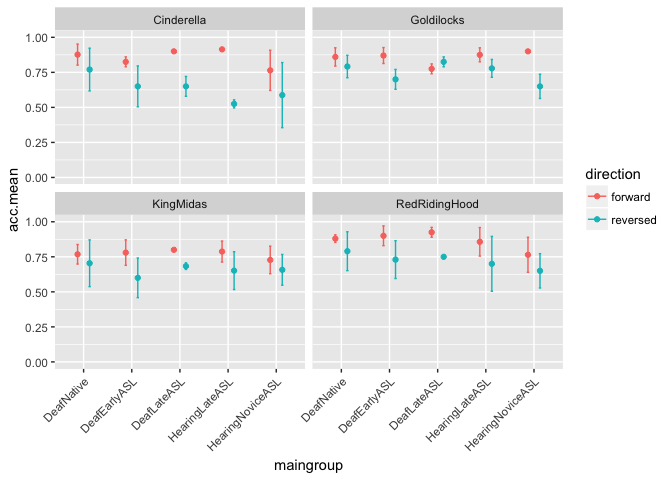 Cinderella
Goldilocks
1.00
0.75
0.50
0.25
0.00
KingMidas
RedRidingHood
1.00
0.75
0.50
0.25
0.00
acc.mean
DeafNative
DeafEarlyASL
DeafLateASL
HearingLateASL
HearingNoviceASL
DeafNative
DeafEarlyASL
DeafLateASL
HearingLateASL
HearingNoviceASL
maingroup
direction
forward
reversed